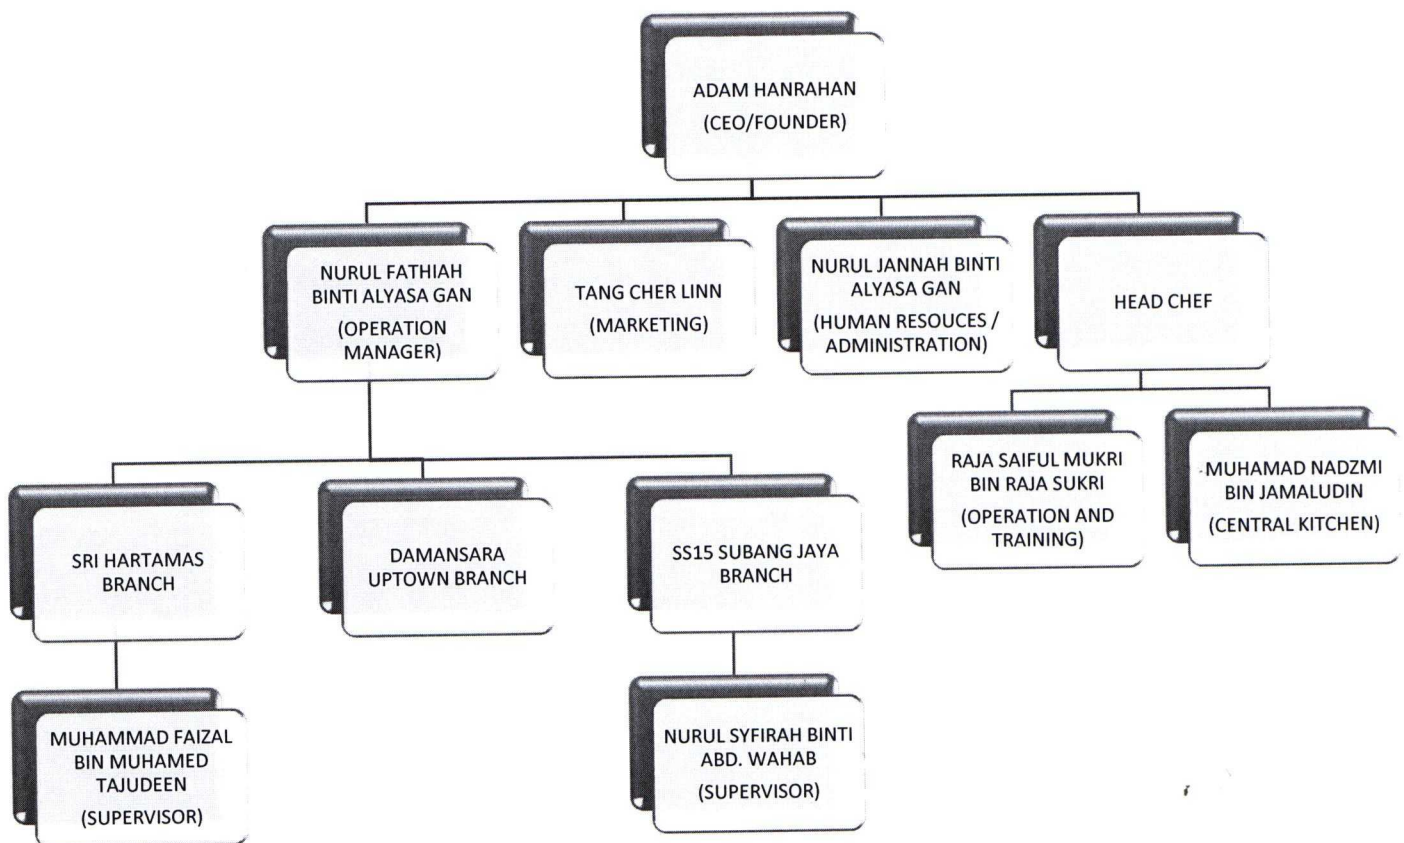 ADAM HANRAHAN
(CEO/FOUNDER)
NURUL FATHIAH
BINTI ALYASA GAN
(OPERATION
MANAGER)
TANG CHER LINN
(MARKETING)
NURUL JANNAH BINTI
ALYASA GAN
(HUMAN RESOUCES /
ADMINISTRATION)
HEAD CHEF
RAJA SAIFUL MUKRI
BIN RAJA SUKRI
(OPERATION AND
TRAINING)
MUHAMAD NADZMI
BIN JAMALUDIN
(CENTRAL KITCHEN)
SRI HARTAMAS
BRANCH
DAMANSARA
UPTOWN BRANCH
SS15 SUBANG JAYA
BRANCH
MUHAMMAD FAIZAL
BIN MUHAMED
TAJUDEEN
(SUPERVISOR)
NURUL SYFIRAH BINTI
ABD. WAHAB
(SUPERVISOR)